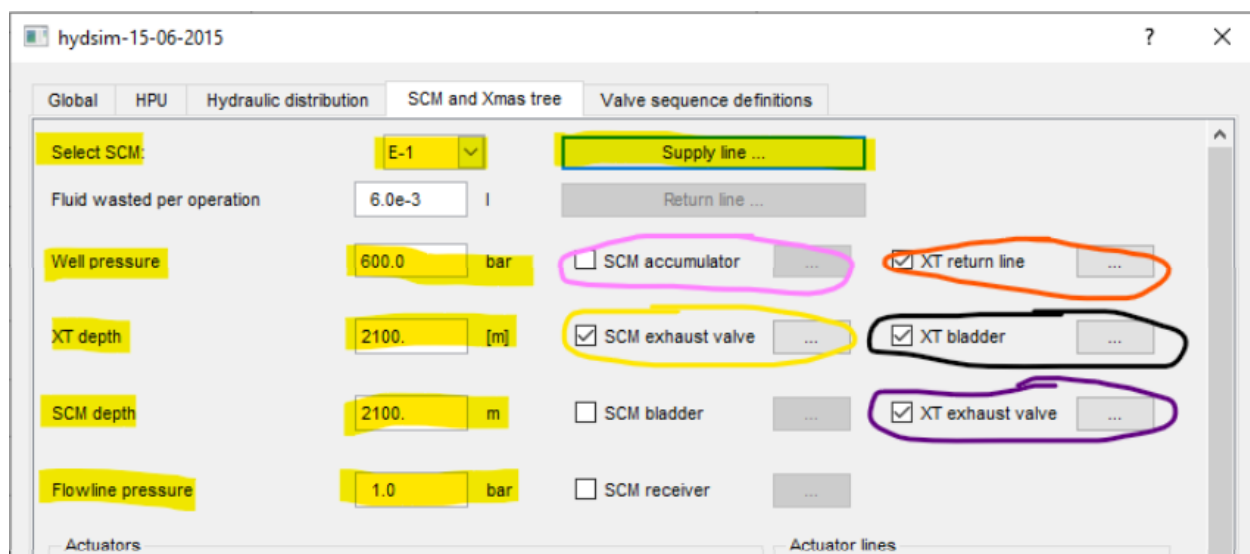 hydsim-15-06-2015 ?
Global HPU Hydraulic distribution SCM and Xmas tree Valve sequence definitions
Select SCM: E-1 Supply line ...
Fluid wasted per operation 6.0e-3 l Return line ...
Well pressure 600.0 bar SCM accumulator ... XT return line ...
XT depth 2100. [m] SCM exhaust valve ... XT bladder ...
SCM depth 2100. m SCM bladder ... XT exhaust valve ...
Flowline pressure 1.0 bar SCM receiver ...
Actuators Actuator lines